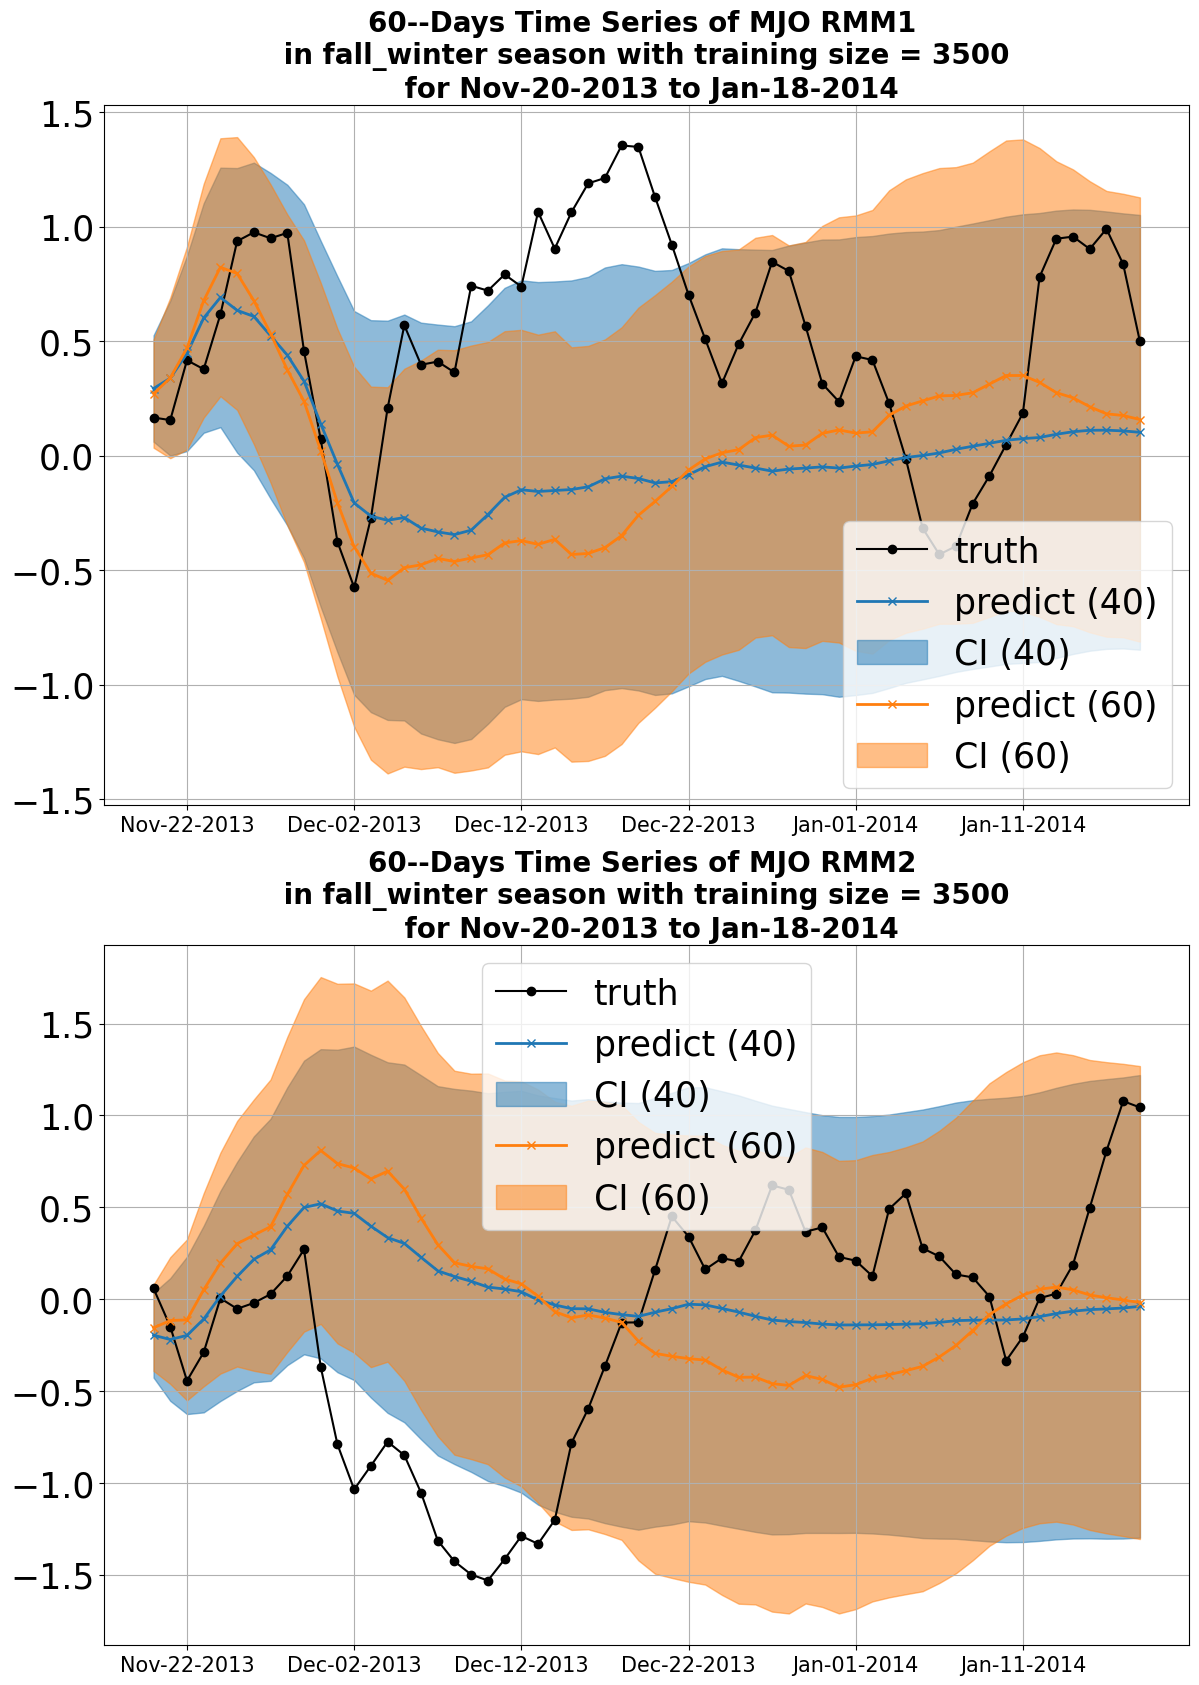 60--Days Time Series of MJO RMM1
in fall_winter season with training size = 3500
for Nov-20-2013 to Jan-18-2014
1.5
1.0
0.5
0.0
−0.5
−1.0
−1.5
truth
predict (40)
CI (40)
predict (60)
CI (60)
Nov-22-2013 Dec-02-2013 Dec-12-2013 Dec-22-2013 Jan-01-2014 Jan-11-2014
60--Days Time Series of MJO RMM2
in fall_winter season with training size = 3500
for Nov-20-2013 to Jan-18-2014
1.5
1.0
0.5
0.0
−0.5
−1.0
−1.5
truth
predict (40)
CI (40)
predict (60)
CI (60)
Nov-22-2013 Dec-02-2013 Dec-12-2013 Dec-22-2013 Jan-01-2014 Jan-11-2014